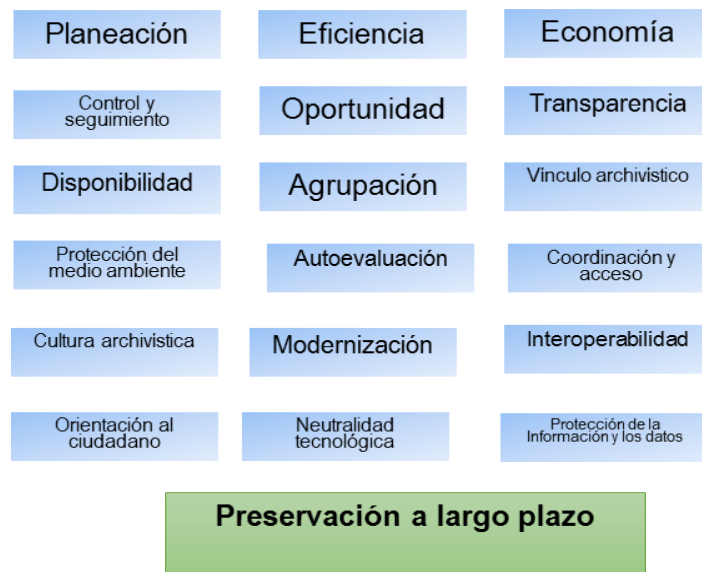 Planeación
Eficiencia
Economía
Control y
seguimiento
Oportunidad
Transparencia
Disponibilidad
Agrupación
Vínculo archivístico
Protección del
medio ambiente
Autoevaluación
Coordinación y
acceso
Cultura archivística
Modernización
Interoperabilidad
Orientación al
ciudadano
Neutralidad
tecnológica
Protección de la
Información y los datos
Preservación a largo plazo